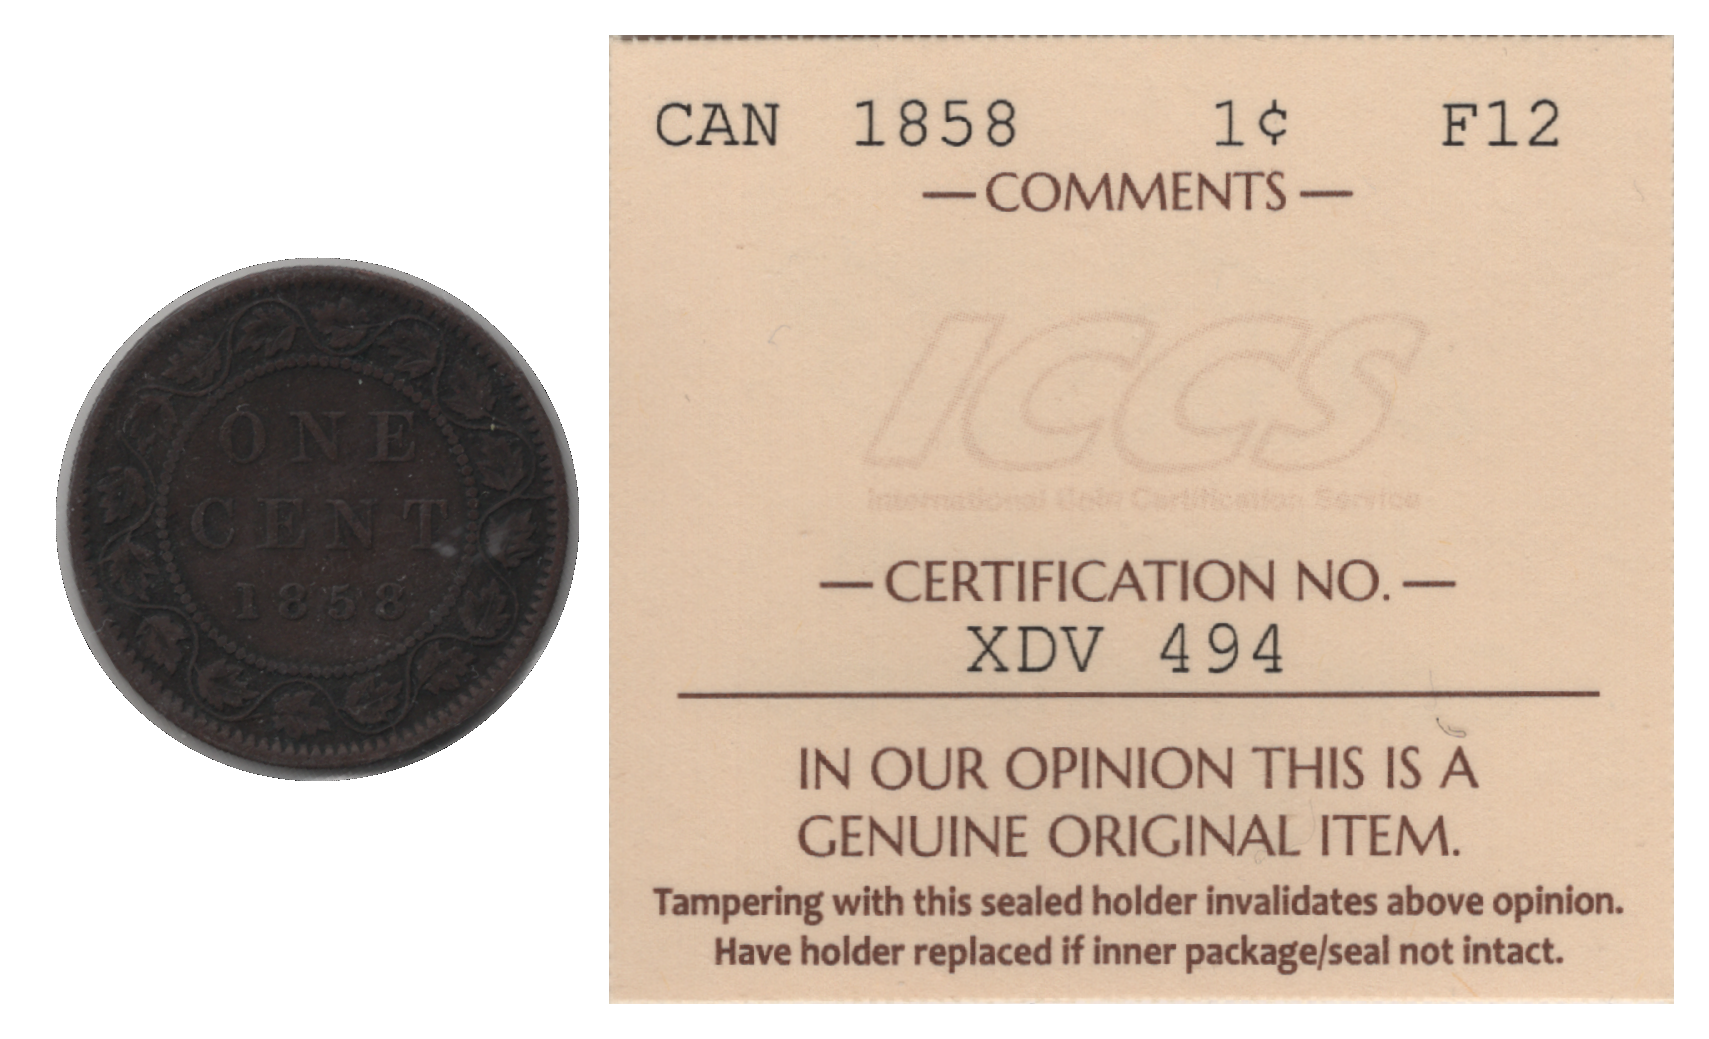 ONE
CENT
1858
CAN 1858 1¢ F12
— COMMENTS —
ICCS
International Coin Certification Service
— CERTIFICATION NO. —
XDV 494
IN OUR OPINION THIS IS A
GENUINE ORIGINAL ITEM.
Tampering with this sealed holder invalidates above opinion.
Have holder replaced if inner package/seal not intact.